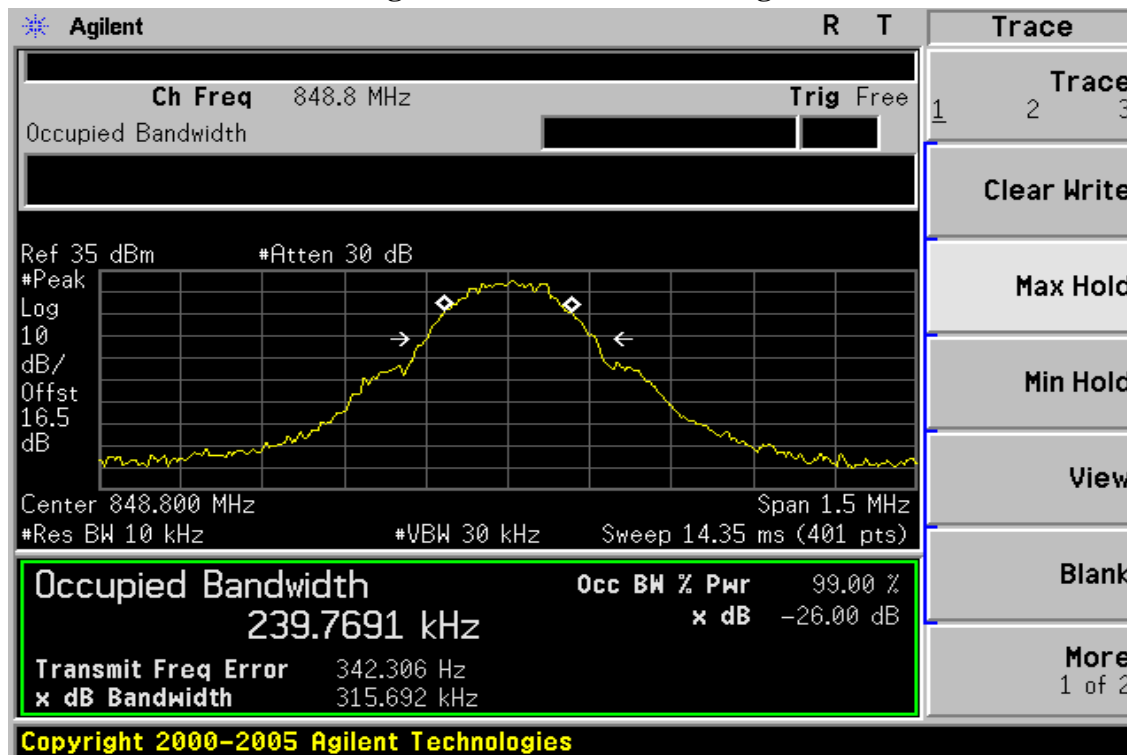 Agilent R T Trace
Ch Freq 848.8 MHz Trig Free
Occupied Bandwidth
Trace
1 2 3
Clear Write
Max Hold
Min Hold
View
Blank
More
1 of 2
Ref 35 dBm #Atten 30 dB
#Peak
Log
10
dB/
Offst
16.5
dB
Center 848.800 MHz Span 1.5 MHz
#Res BW 10 kHz #VBW 30 kHz Sweep 14.35 ms (401 pts)
Occupied Bandwidth Occ BW % Pwr 99.00 %
239.7691 kHz x dB -26.00 dB
Transmit Freq Error 342.306 Hz
x dB Bandwidth 315.692 kHz
Copyright 2000-2005 Agilent Technologies